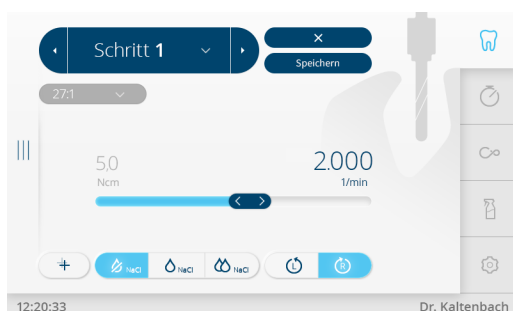 Schritt 1
×
Speichern
27:1
5,0
Ncm
2.000
1/min
NaCl
NaCl
NaCl
L
R
12:20:33
Dr. Kaltenbach